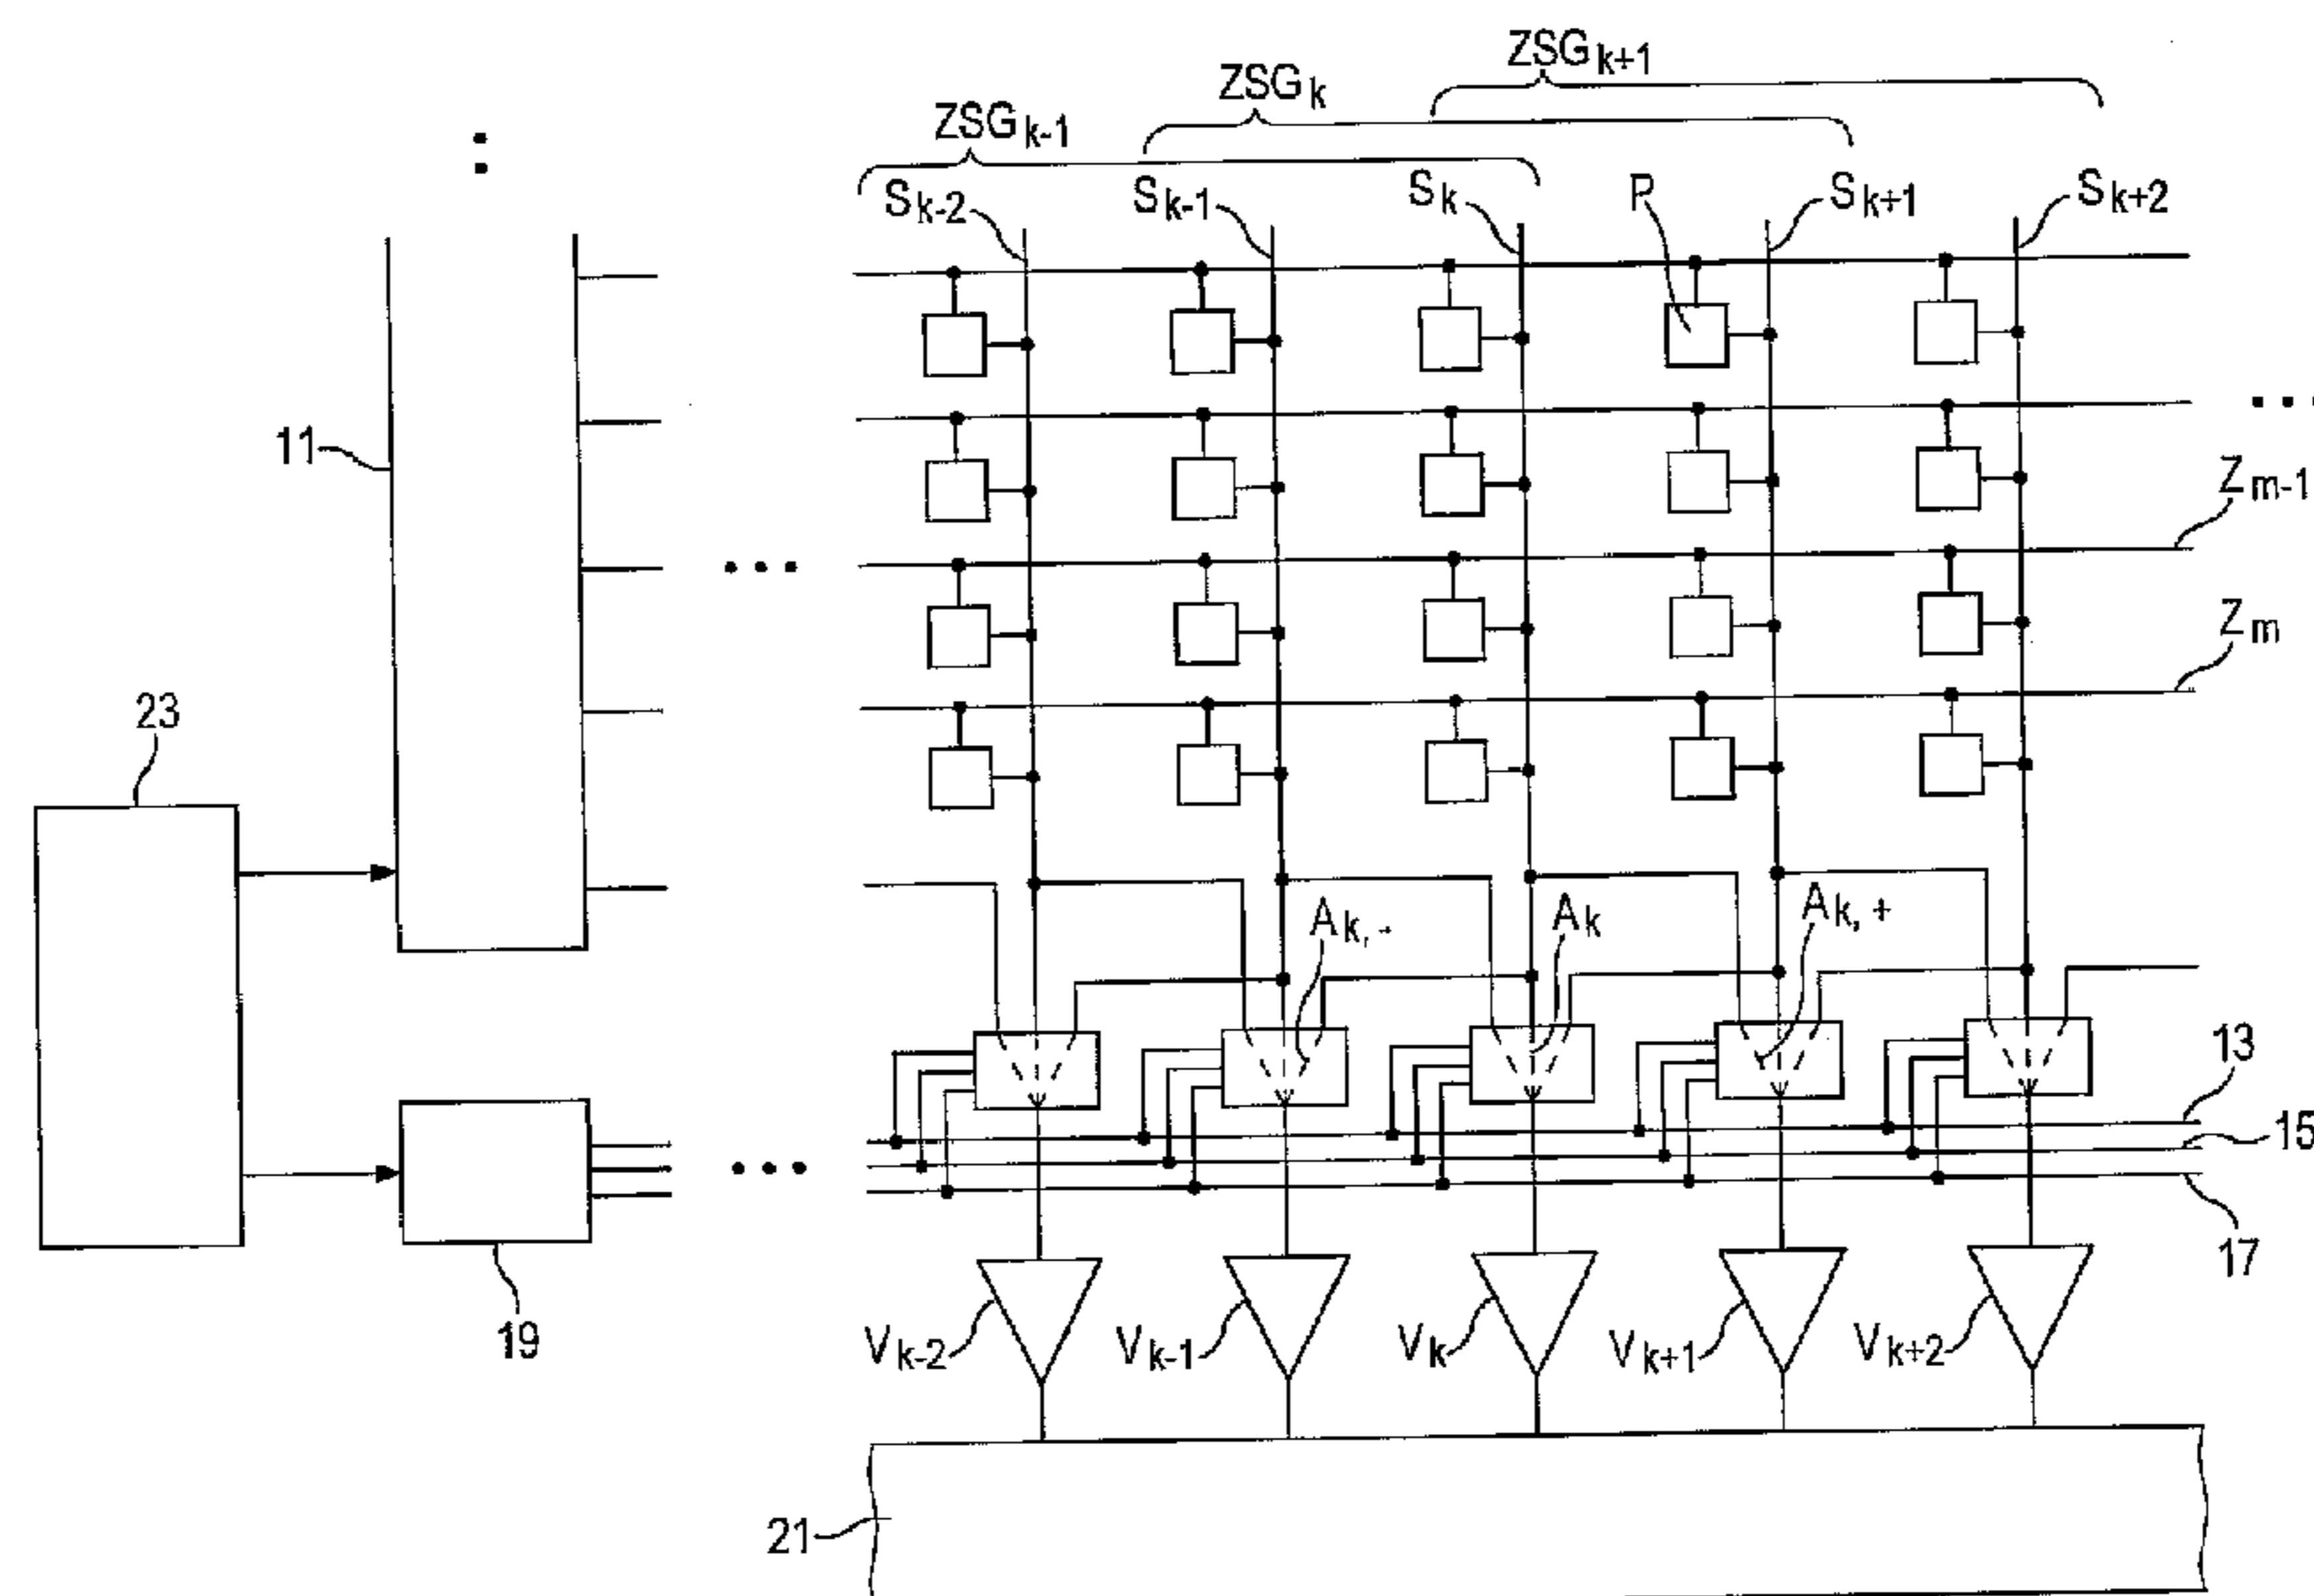 ZSG k+1
ZSG k
ZSG k-1
S k-2
S k-1
S k
P
S k+1
S k+2
11
Z m-1
Z m
23
A k, -
A k
A k, +
13
15
17
19
V k-2
V k-1
V k
V k+1
V k+2
21